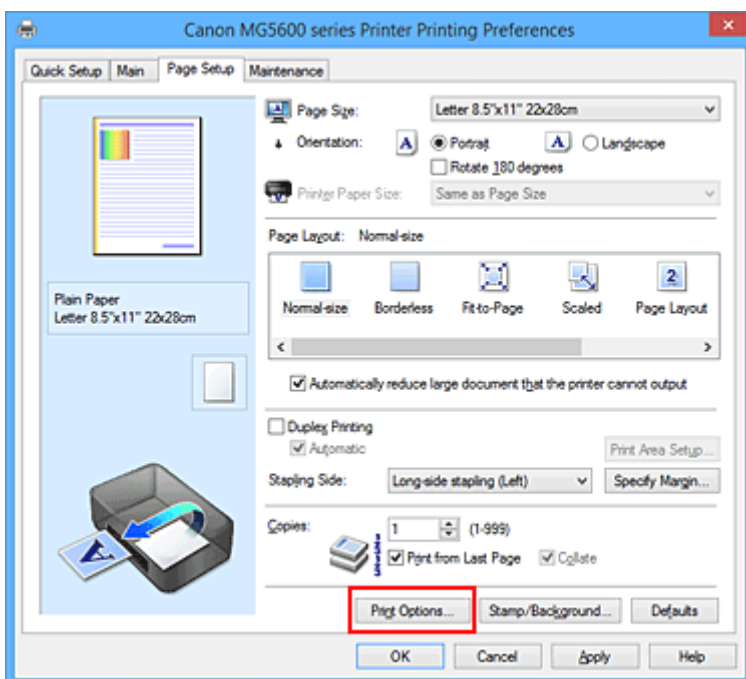 Canon MG5600 series Printer Printing Preferences
Quick Setup Main Page Setup Maintenance
Page Size: Letter 8.5"x11" 22x28cm
Orientation: A Portrait A Landscape
Rotate 180 degrees
Printer Paper Size: Same as Page Size
Page Layout: Normal-size
2
Normal-size Borderless Fit-to-Page Scaled Page Layout
Plain Paper
Letter 8.5"x11" 22x28cm
Automatically reduce large document that the printer cannot output
Duplex Printing
Automatic Print Area Setup...
Stapling Side: Long-side stapling (Left) Specify Margin...
Copies: 1 (1-999)
Print from Last Page Collate
A
Print Options... Stamp/Background... Defaults
OK Cancel Apply Help